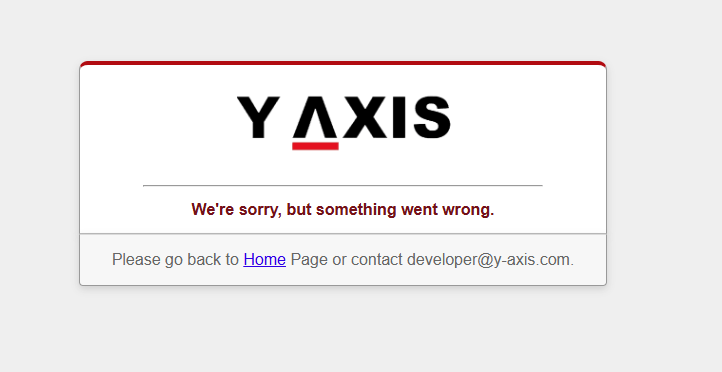 Y AXIS
We're sorry, but something went wrong.
Please go back to Home Page or contact developer@y-axis.com.